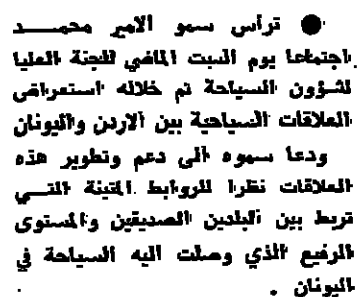 ● ترأس سمو الامير محمـــد
اجتماعا يوم السبت الماضي للجنة العليا
لشؤون السياحة تم خلاله استعراض
العلاقات السياحية بين الاردن واليونان
ودعا سموه الى دعم وتطوير هذه
العلاقات نظرا للروابط المتينة التـــي
تربط بين البلدين الصديقين والمستوى
الرفيع الذي وصلت اليه السياحة في
اليونان .